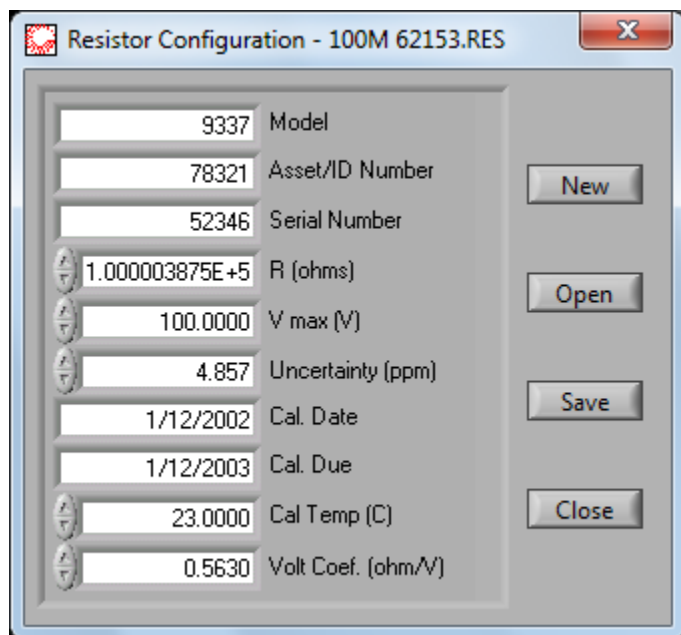 Resistor Configuration - 100M 62153.RES
9337 Model
78321 Asset/ID Number
52346 Serial Number
1.000003875E+5 R (ohms)
100.0000 V max (V)
4.857 Uncertainty (ppm)
1/12/2002 Cal. Date
1/12/2003 Cal. Due
23.0000 Cal Temp (C)
0.5630 Volt Coef. (ohm/V)
New
Open
Save
Close